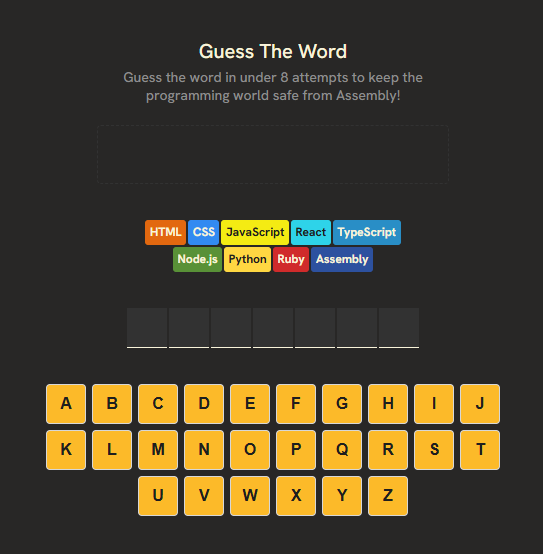 Guess The Word
Guess the word in under 8 attempts to keep the
programming world safe from Assembly!
HTML CSS JavaScript React TypeScript
Node.js Python Ruby Assembly
A B C D E F G H I J
K L M N O P Q R S T
U V W X Y Z